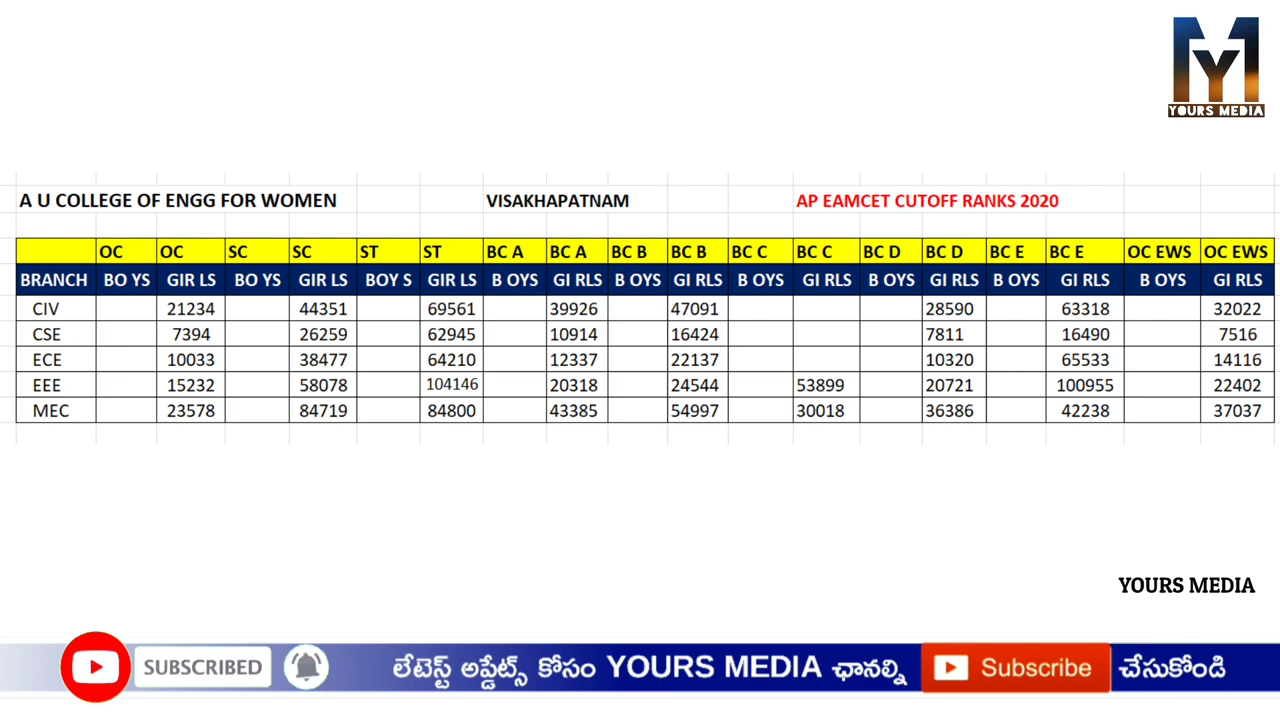 YOURS MEDIA
A U COLLEGE OF ENGG FOR WOMEN VISAKHAPATNAM AP EAMCET CUTOFF RANKS 2020
OC OC SC SC ST ST BC A BC A BC B BC B BC C BC C BC D BC D BC E BC E OC EWS OC EWS
BRANCH BO YS GIR LS BO YS GIR LS BOY S GIR LS B OYS GI RLS B OYS GI RLS B OYS GI RLS B OYS GI RLS B OYS GI RLS B OYS GI RLS
CIV 21234 44351 69561 39926 47091 28590 63318 32022
CSE 7394 26259 62945 10914 16424 7811 16490 7516
ECE 10033 38477 64210 12337 22137 10320 65533 14116
EEE 15232 58078 104146 20318 24544 53899 20721 100955 22402
MEC 23578 84719 84800 43385 54997 30018 36386 42238 37037
YOURS MEDIA
SUBSCRIBED లేటెస్ట్ అప్డేట్స్ కోసం YOURS MEDIA ఛానల్ని Subscribe చేసుకోండి